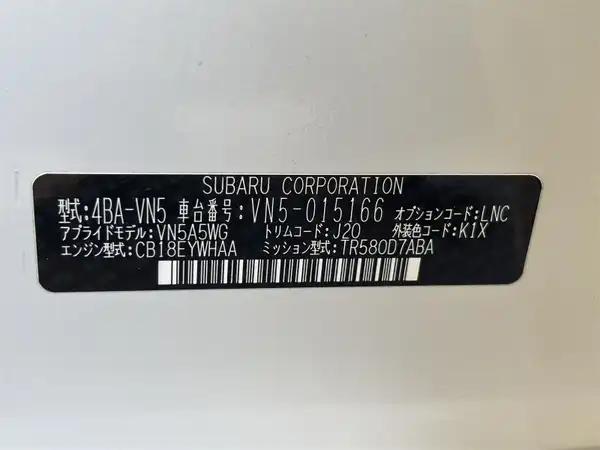 SUBARU CORPORATION
型式:4BA-VN5 車台番号:VN5-015166 オプションコード:LNC
アプライドモデル:VN5A5WG トリムコード:J20 外装色コード:K1X
エンジン型式:CB18EYWHAA ミッション型式:TR580D7ABA